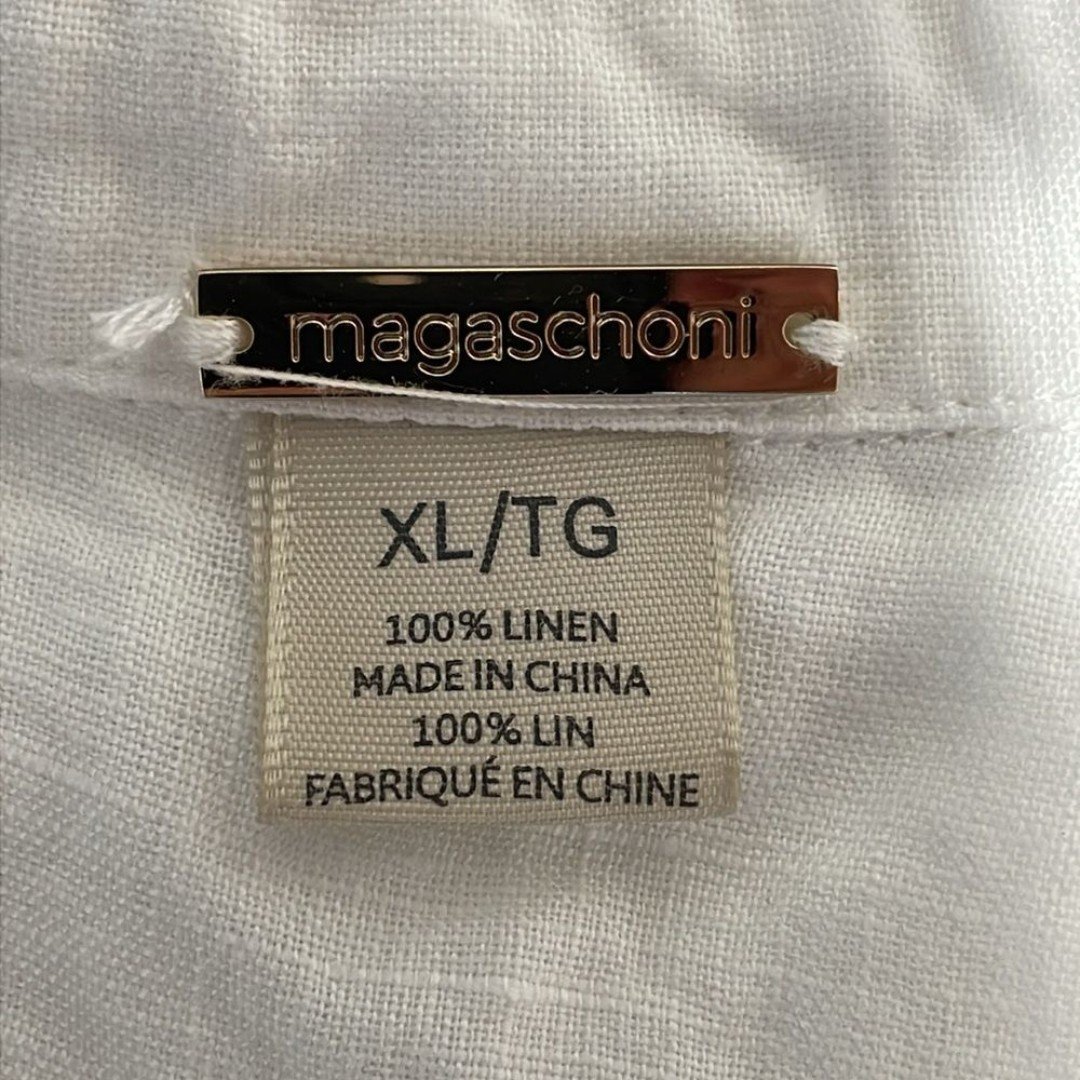 magaschoni
XL/TG
100% LINEN
MADE IN CHINA
100% LIN
FABRIQUÉ EN CHINE